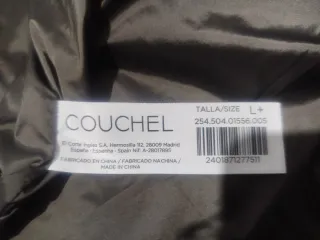 COUCHEL
El Corte Inglés S.A. Hermosilla 112, 28009 Madrid
España - Espanha - Spain NIF: A-28017895
FABRICADO EN CHINA / FABRICADO NA CHINA /
MADE IN CHINA
TALLA/SIZE L+
254.504.01556.005
2401871277511